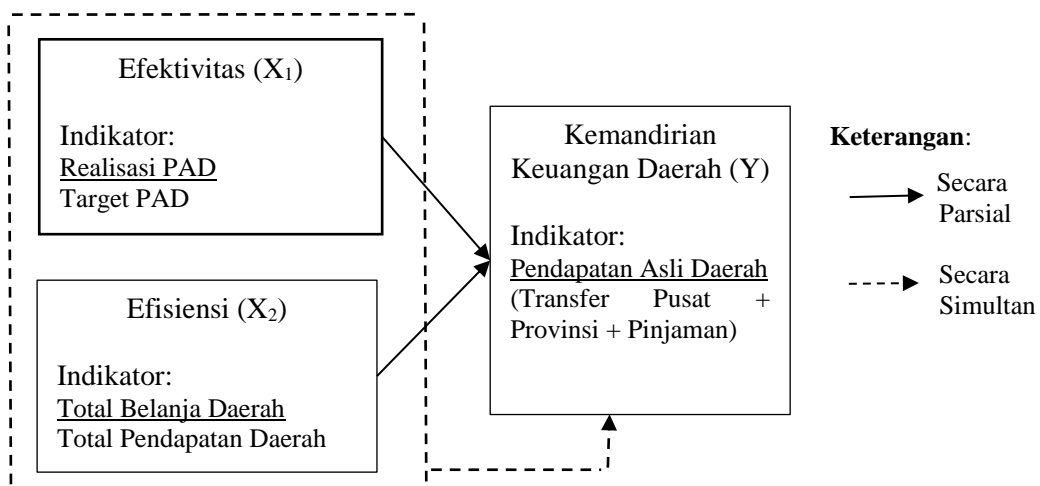 Efektivitas (X₁)
Indikator:
Realisasi PAD
Target PAD
Efisiensi (X₂)
Indikator:
Total Belanja Daerah
Total Pendapatan Daerah
Kemandirian
Keuangan Daerah (Y)
Indikator:
Pendapatan Asli Daerah
(Transfer Pusat +
Provinsi + Pinjaman)
Keterangan:
Secara
Parsial
Secara
Simultan